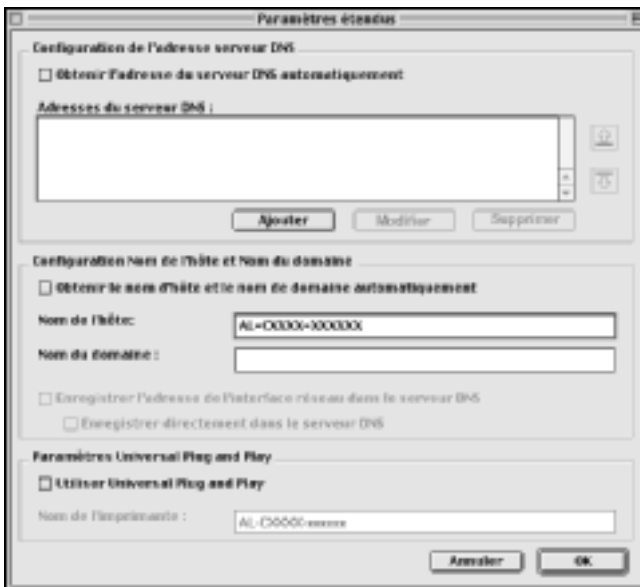 Paramètres étendus
Configuration de l'adresse serveur DNS
Obtenir l'adresse du serveur DNS automatiquement
Adresses du serveur DNS :
Ajouter Modifier Supprimer
Configuration Nom de l'hôte et Nom du domaine
Obtenir le nom d'hôte et le nom de domaine automatiquement
Nom de l'hôte:
Nom du domaine :
Enregistrer l'adresse de l'interface réseau dans le serveur DNS
Enregistrer directement dans le serveur DNS
Paramètres Universal Plug and Play
Utiliser Universal Plug and Play
Nom de l'imprimante :
Annuler OK